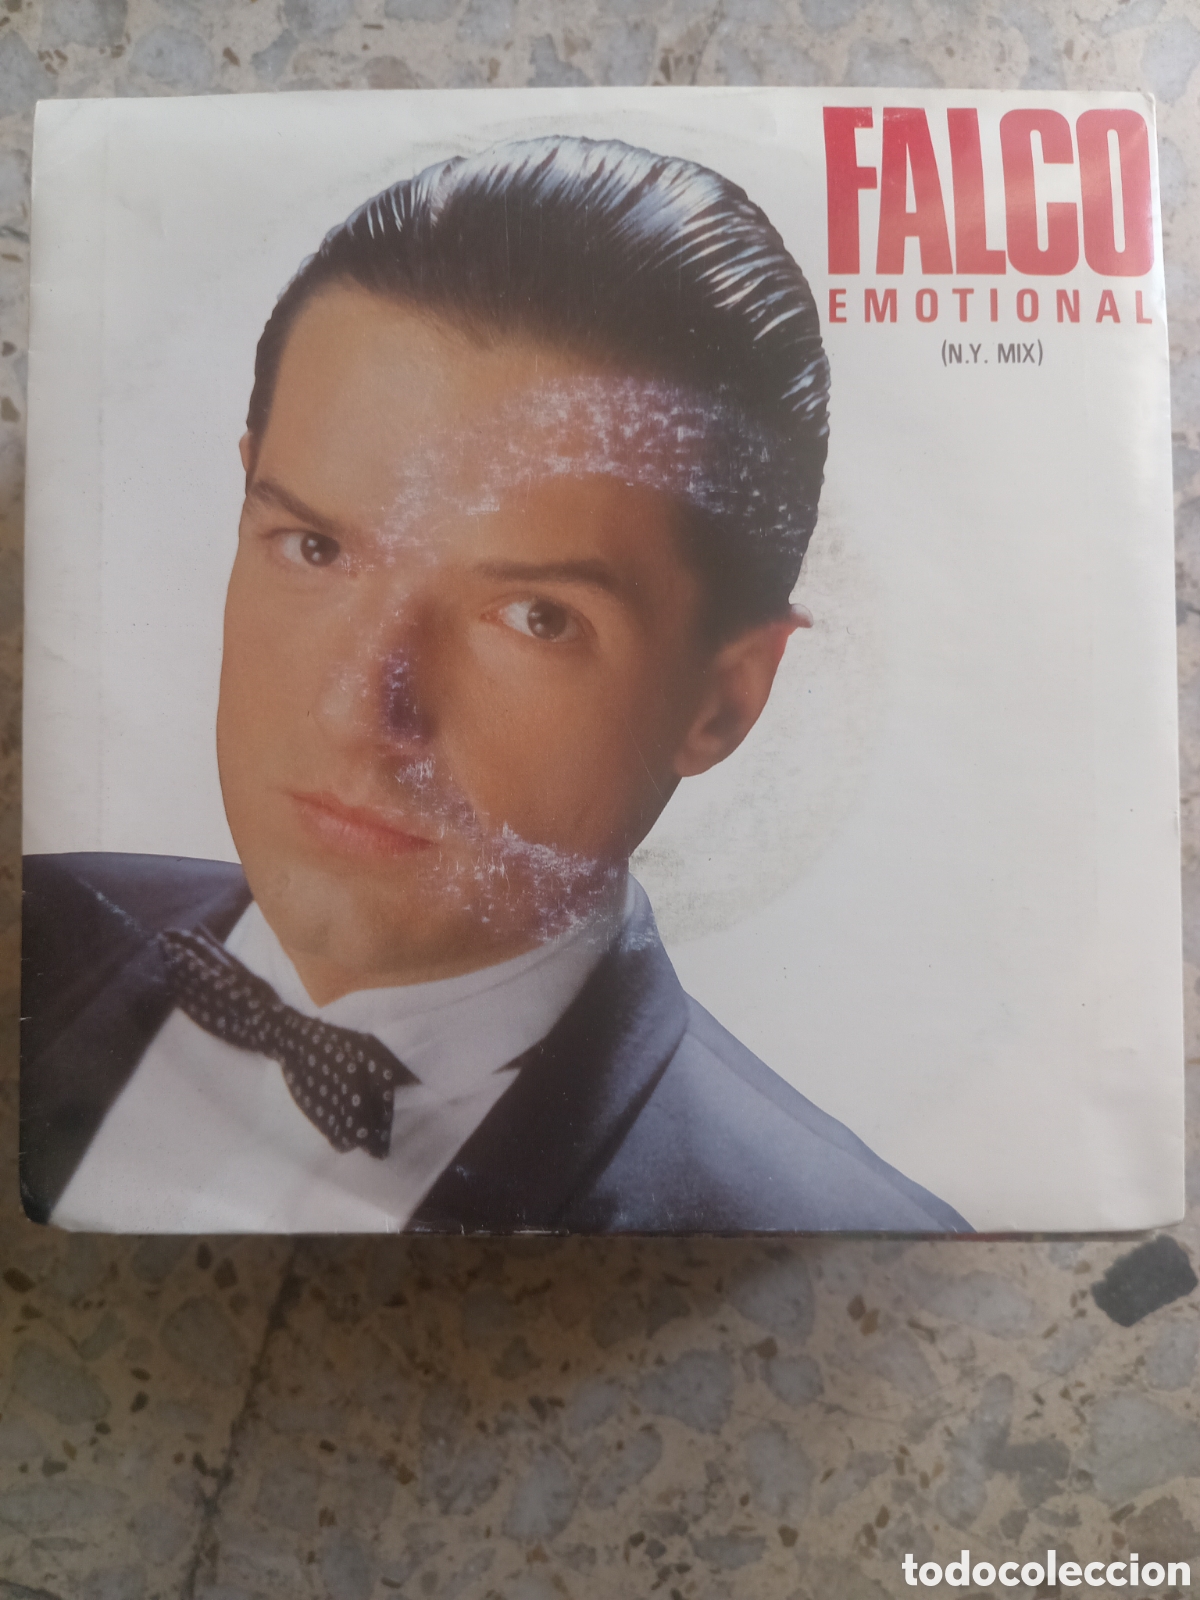 FALCO
EMOTIONAL
(N.Y. MIX)
todocoleccion